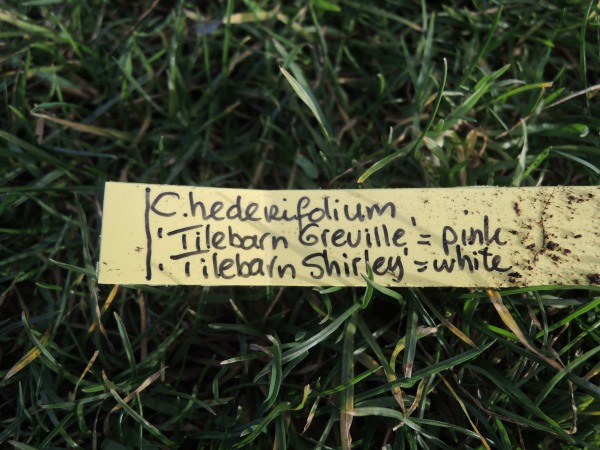 C. hederifolium
'Tilebarn Greville' = pink
'Tilebarn Shirley' = white